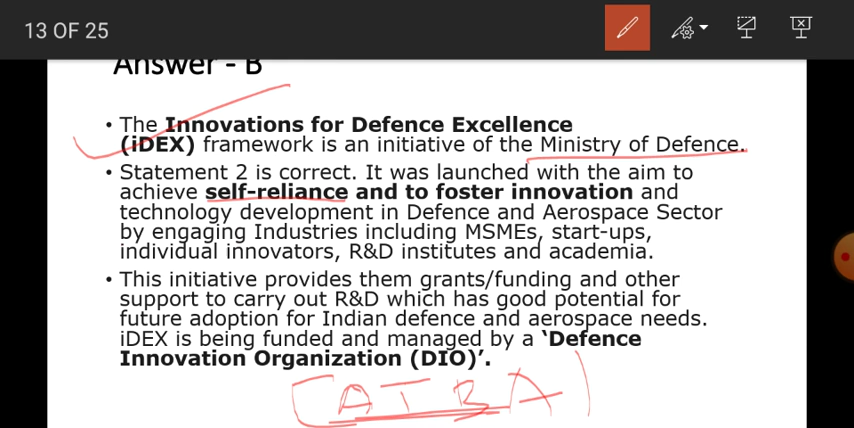 13 OF 25
Answer - B
• The Innovations for Defence Excellence
(iDEX) framework is an initiative of the Ministry of Defence.
• Statement 2 is correct. It was launched with the aim to
achieve self-reliance and to foster innovation and
technology development in Defence and Aerospace Sector
by engaging Industries including MSMEs, start-ups,
individual innovators, R&D institutes and academia.
• This initiative provides them grants/funding and other
support to carry out R&D which has good potential for
future adoption for Indian defence and aerospace needs.
iDEX is being funded and managed by a ‘Defence
Innovation Organization (DIO)’.
ATBA